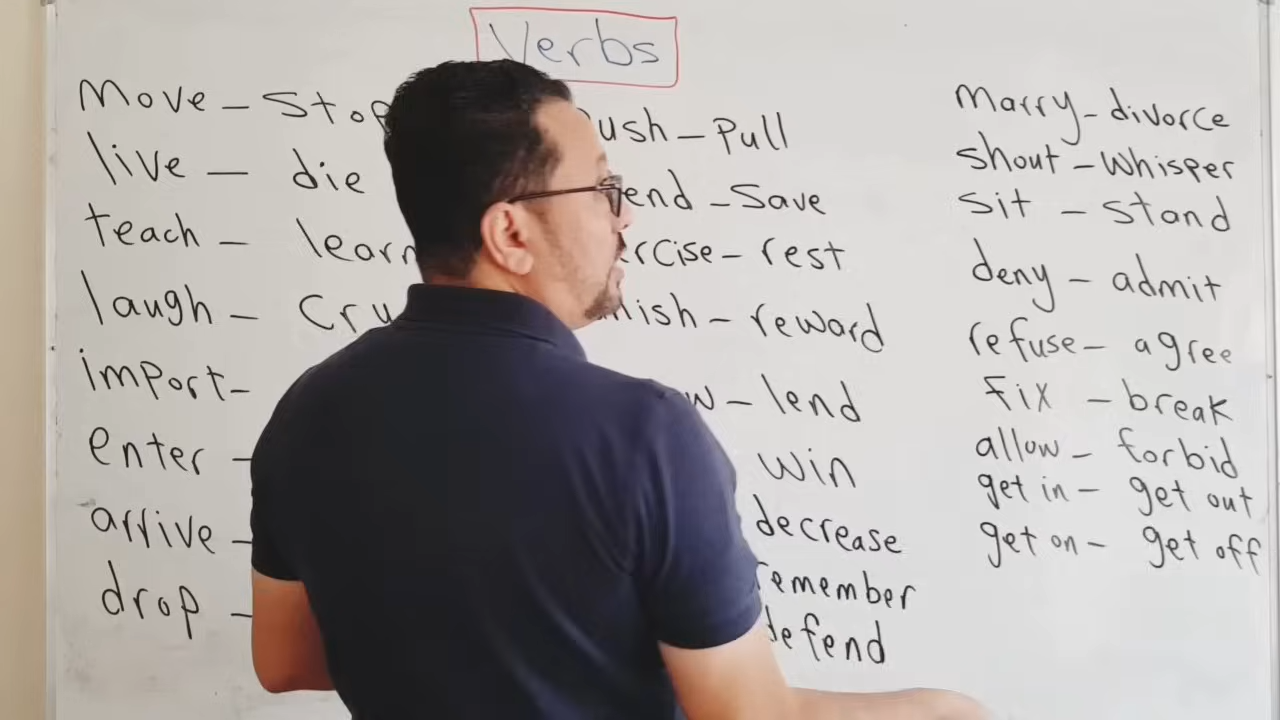 Verbs
Move - Stop
live - die
teach - learn
laugh - Cry
import-
enter -
arrive -
drop -
Push - Pull
end - Save
rcise - rest
nish - reward
w - lend
win
decrease
remember
defend
Marry - divorce
shout - Whisper
Sit - Stand
deny - admit
refuse - agree
fix - break
allow - forbid
get in - get out
get on - get off